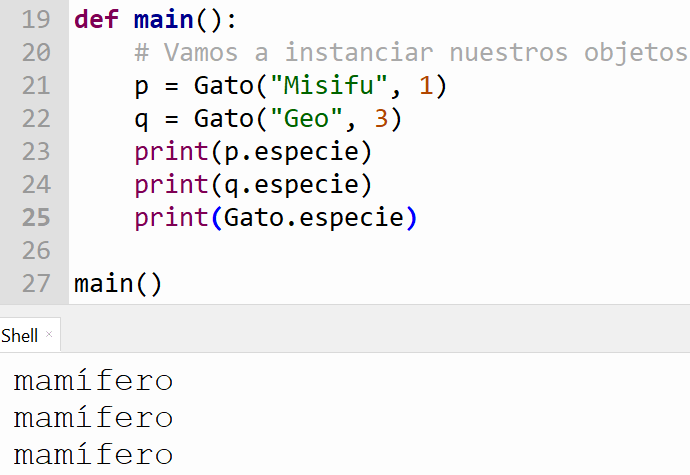 19 def main():
20     # Vamos a instanciar nuestros objetos
21     p = Gato("Misifu", 1)
22     q = Gato("Geo", 3)
23     print(p.especie)
24     print(q.especie)
25     print(Gato.especie)
26
27 main()
Shell ×
mamífero
mamífero
mamífero